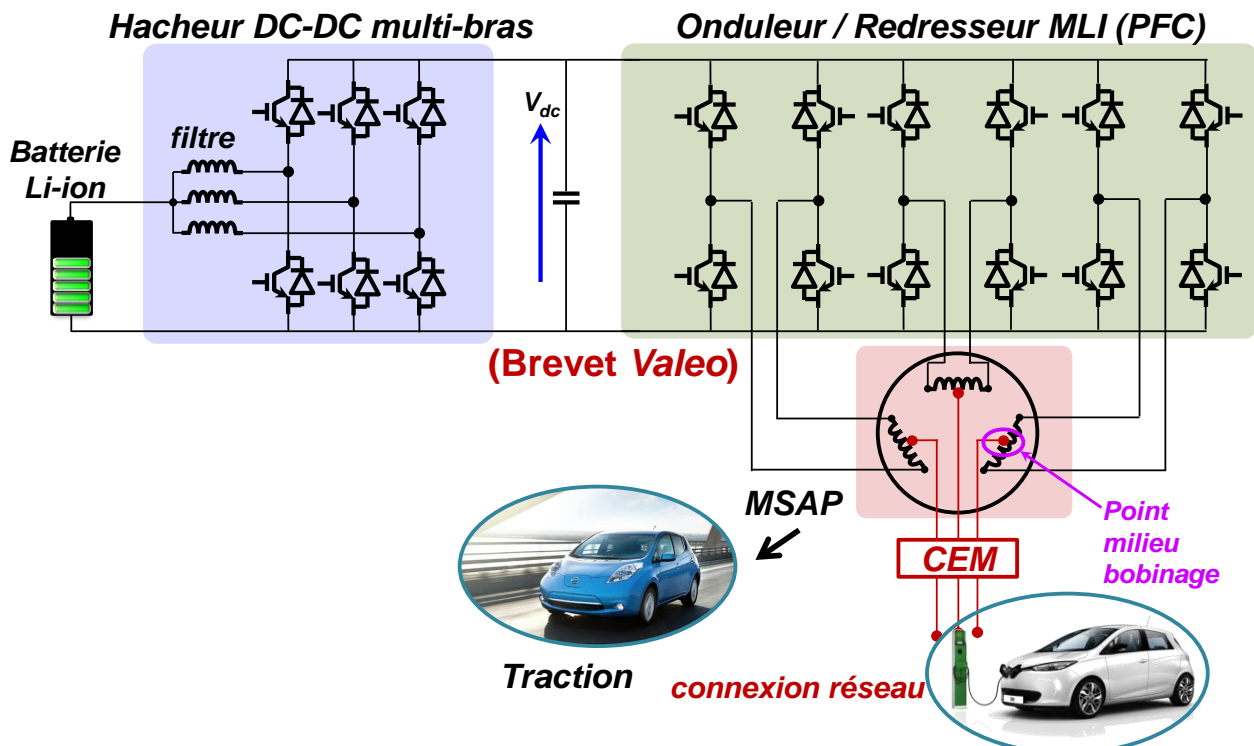 Hacheur DC-DC multi-bras
Onduleur / Redresseur MLI (PFC)
Batterie
Li-ion
filtre
Vdc
(Brevet Valeo)
MSAP
Point
milieu
bobinage
CEM
Traction
connexion réseau